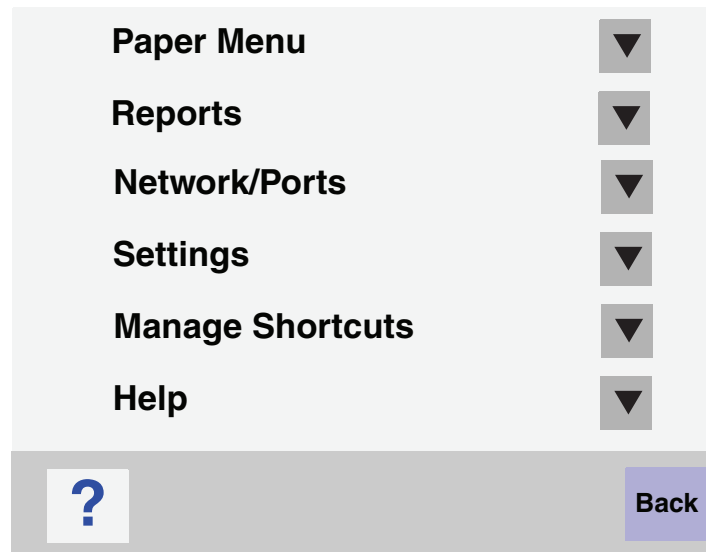 Paper Menu
Reports
Network/Ports
Settings
Manage Shortcuts
Help
? Back